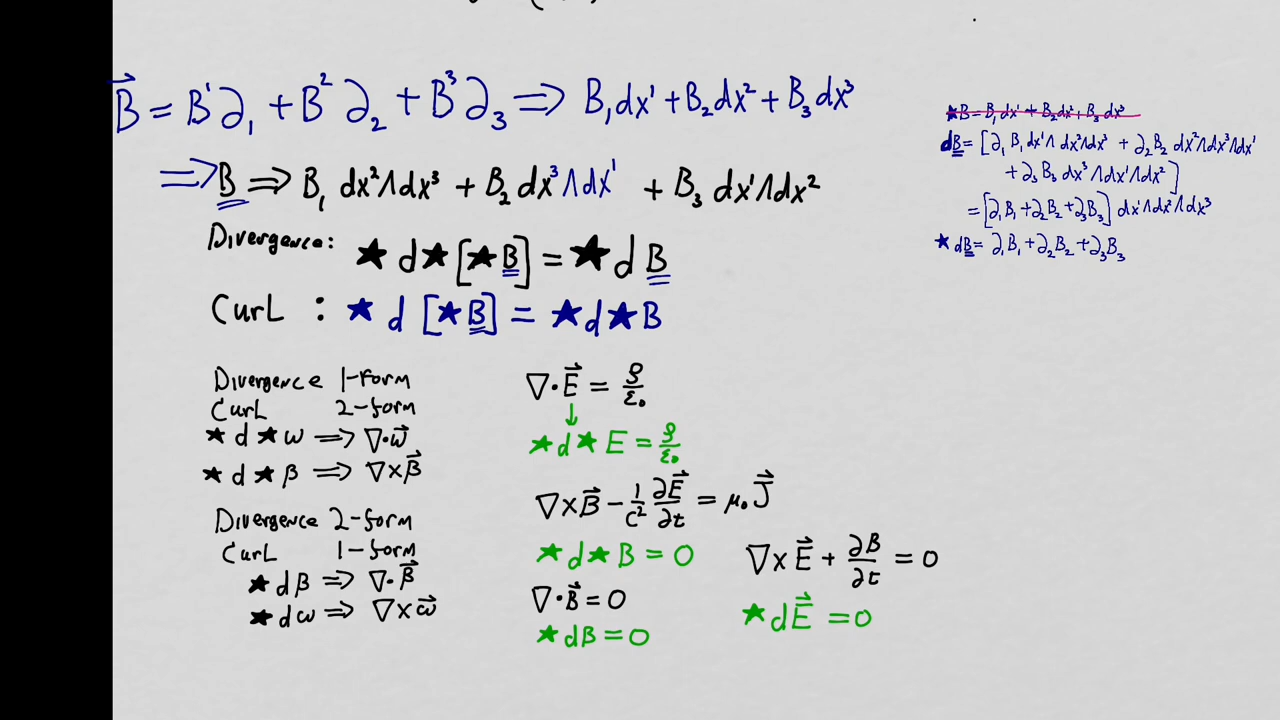 B⃗ = B¹∂₁ + B²∂₂ + B³∂₃ ⟹ B₁dx¹ + B₂dx² + B₃dx³
⟹ B ⟹ B₁ dx²∧dx³ + B₂ dx³∧dx¹ + B₃ dx¹∧dx²
Divergence: ★ d★ [★B] = ★d B
CurL : ★ d [★B] = ★d★B
★B = B₁dx¹ + B₂dx² + B₃dx³
dB = [∂₁B₁ dx¹∧dx²∧dx³ + ∂₂B₂ dx²∧dx³∧dx¹
+ ∂₃B₃ dx³∧dx¹∧dx²]
= [∂₁B₁ + ∂₂B₂ + ∂₃B₃] dx¹∧dx²∧dx³
★ dB = ∂₁B₁ + ∂₂B₂ + ∂₃B₃
Divergence 1-form
CurL 2-form
★ d ★ ω ⟹ ∇·ω⃗
★ d ★ β ⟹ ∇×β⃗
Divergence 2-form
CurL 1-form
★ dβ ⟹ ∇·β⃗
★ dω ⟹ ∇×ω⃗
∇·E⃗ = ρ/ε₀
↓
★d★ E = ρ/ε₀
∇×B⃗ − 1/c² ∂E⃗/∂t = μ₀J⃗
★d★B = 0
∇·B⃗ = 0
★dB = 0
∇×E⃗ + ∂B/∂t = 0
★dE⃗ = 0